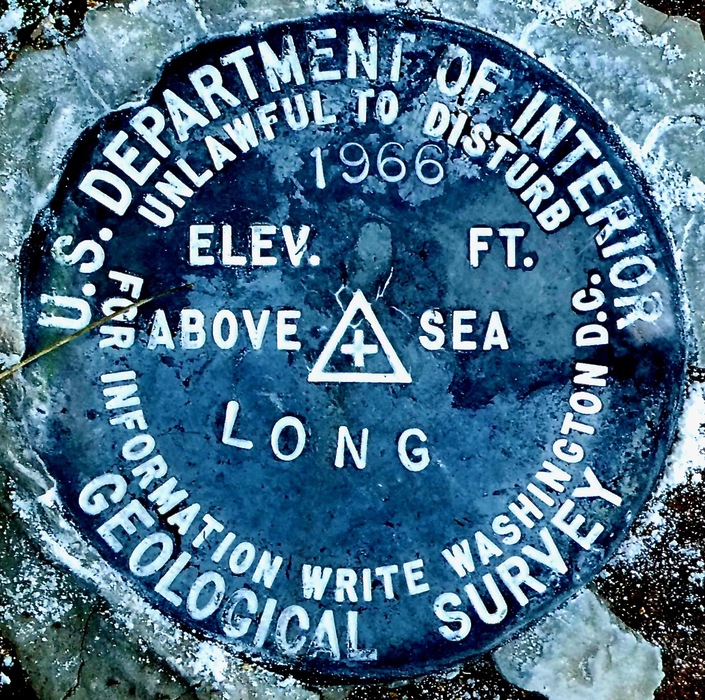 U.S. DEPARTMENT OF INTERIOR
UNLAWFUL TO DISTURB
1966
ELEV. FT.
ABOVE SEA
LONG
FOR INFORMATION WRITE WASHINGTON D.C.
GEOLOGICAL SURVEY